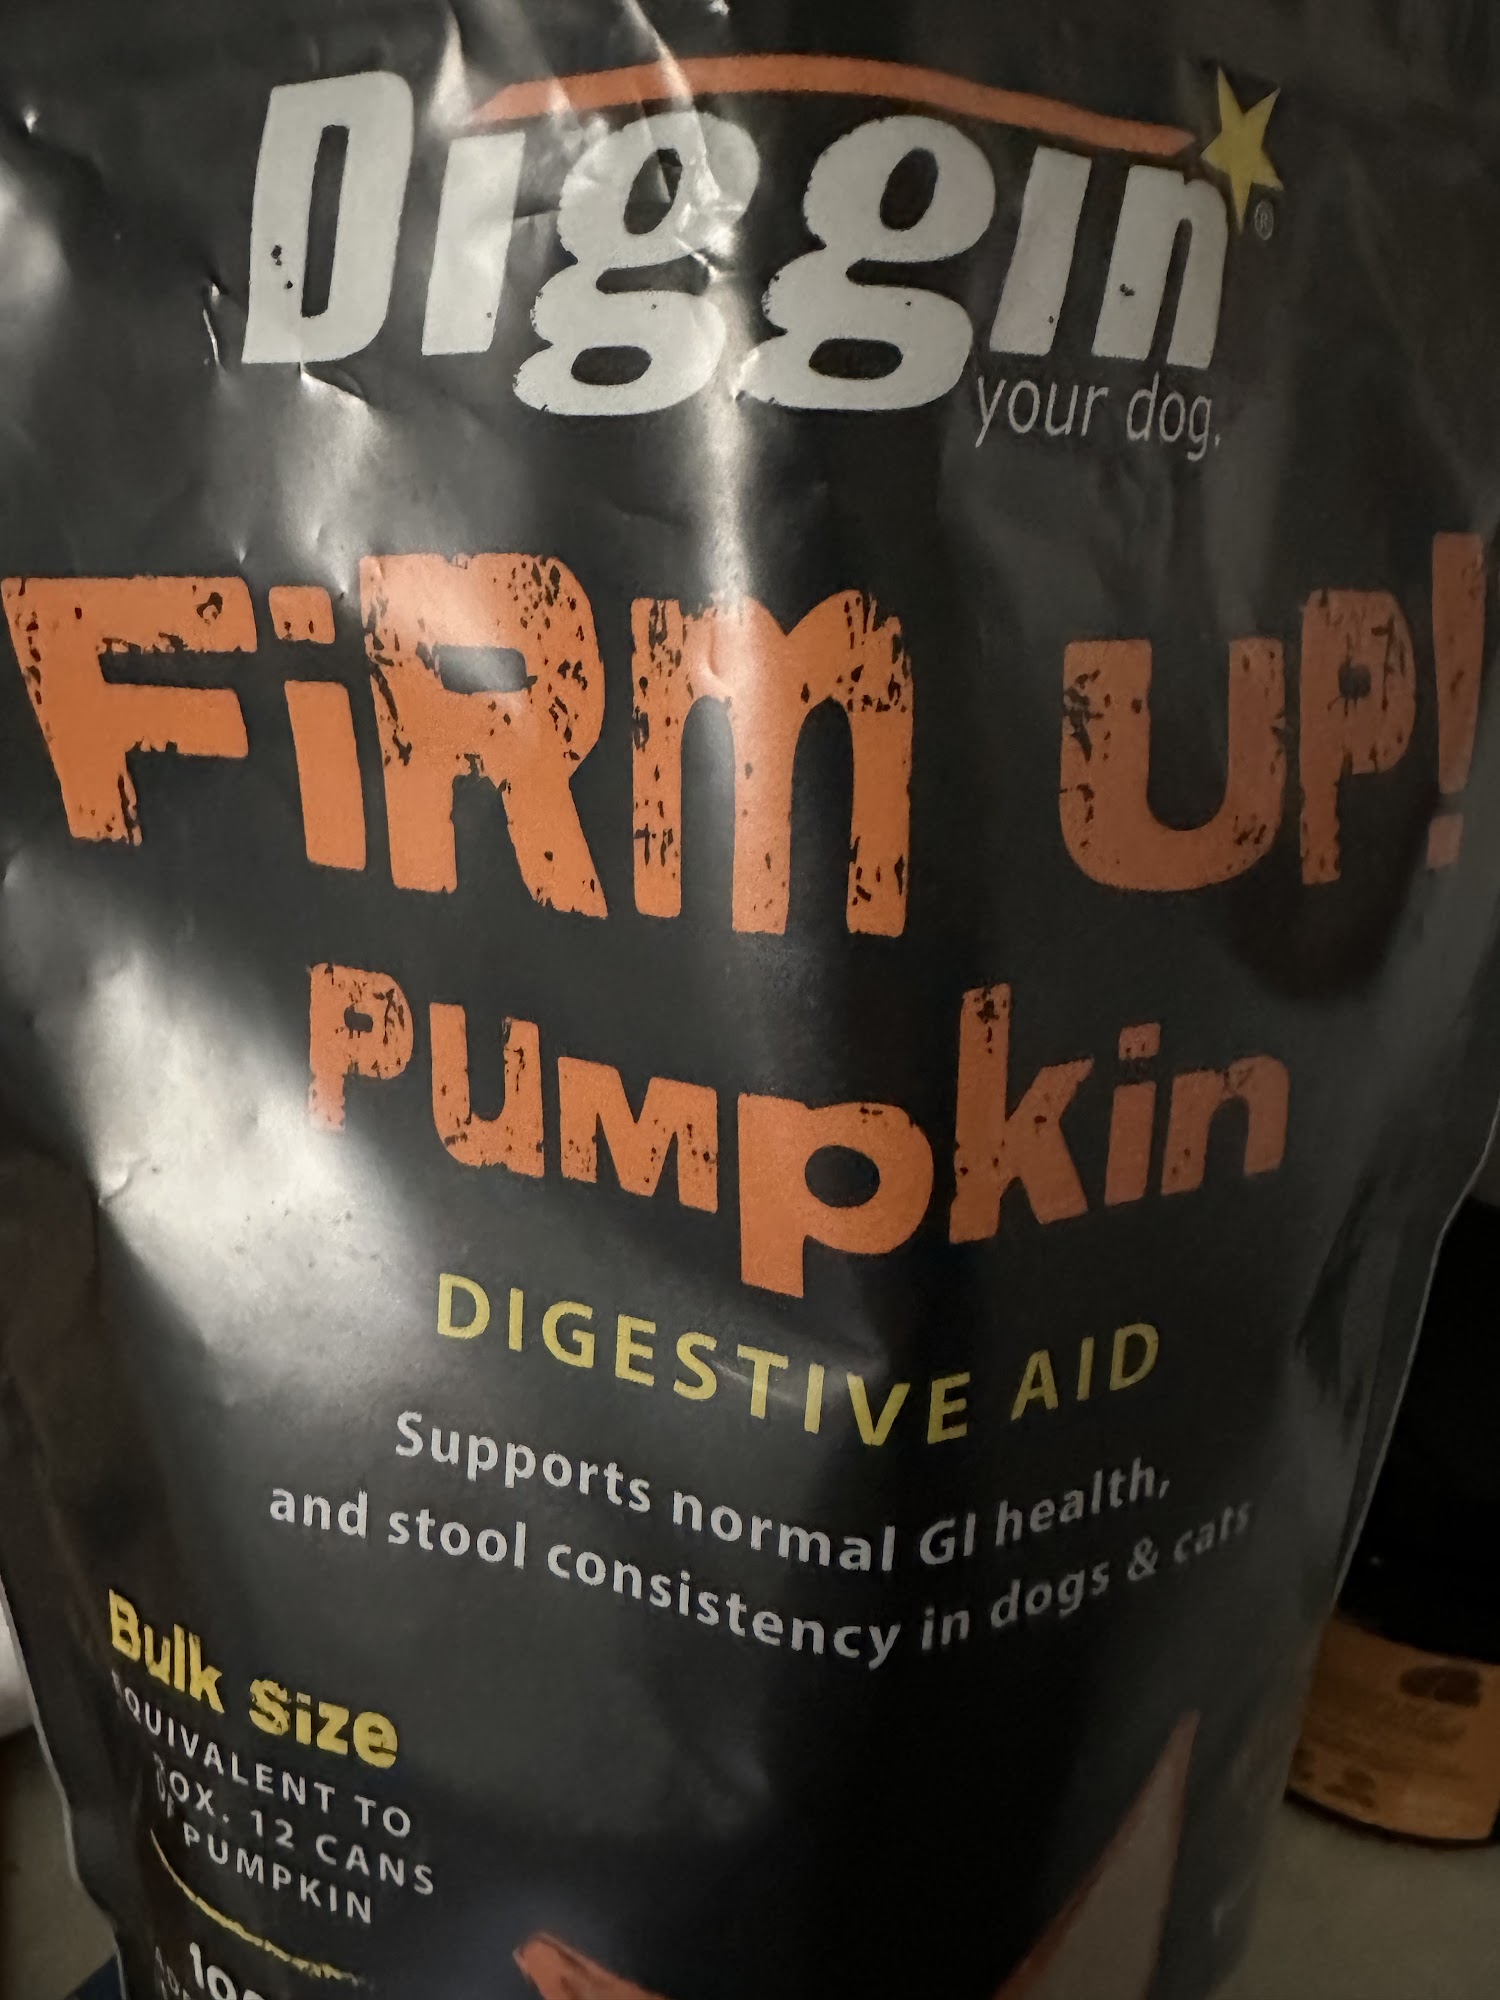 Diggin
®
your dog.
FiRm UP!
PUMPkin
DIGESTIVE AID
Supports normal GI health,
and stool consistency in dogs & cats
Bulk Size
EQUIVALENT TO
12 CANS
OF
PUMPKIN